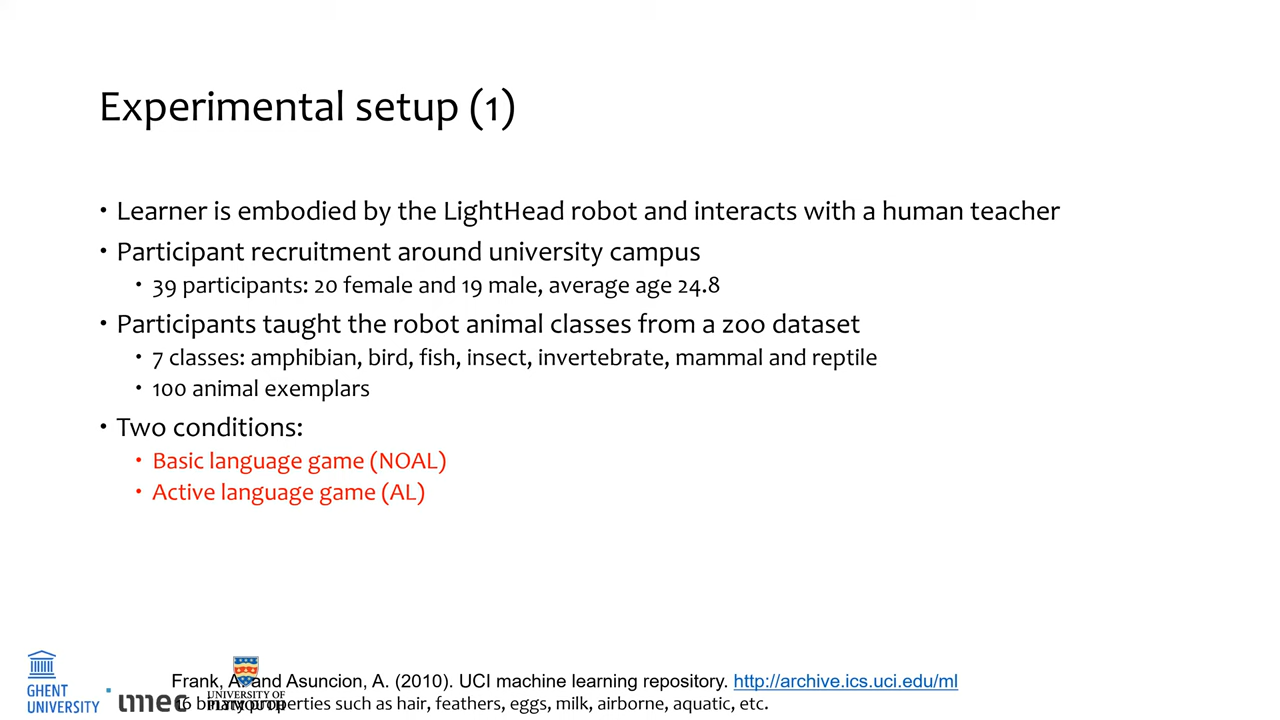 Experimental setup (1)
• Learner is embodied by the LightHead robot and interacts with a human teacher
• Participant recruitment around university campus
• 39 participants: 20 female and 19 male, average age 24.8
• Participants taught the robot animal classes from a zoo dataset
• 7 classes: amphibian, bird, fish, insect, invertebrate, mammal and reptile
• 100 animal exemplars
• Two conditions:
• Basic language game (NOAL)
• Active language game (AL)
Frank, A. and Asuncion, A. (2010). UCI machine learning repository. http://archive.ics.uci.edu/ml
16 binary properties such as hair, feathers, eggs, milk, airborne, aquatic, etc.
GHENT
UNIVERSITY
imec
UNIVERSITY OF
PLYMOUTH